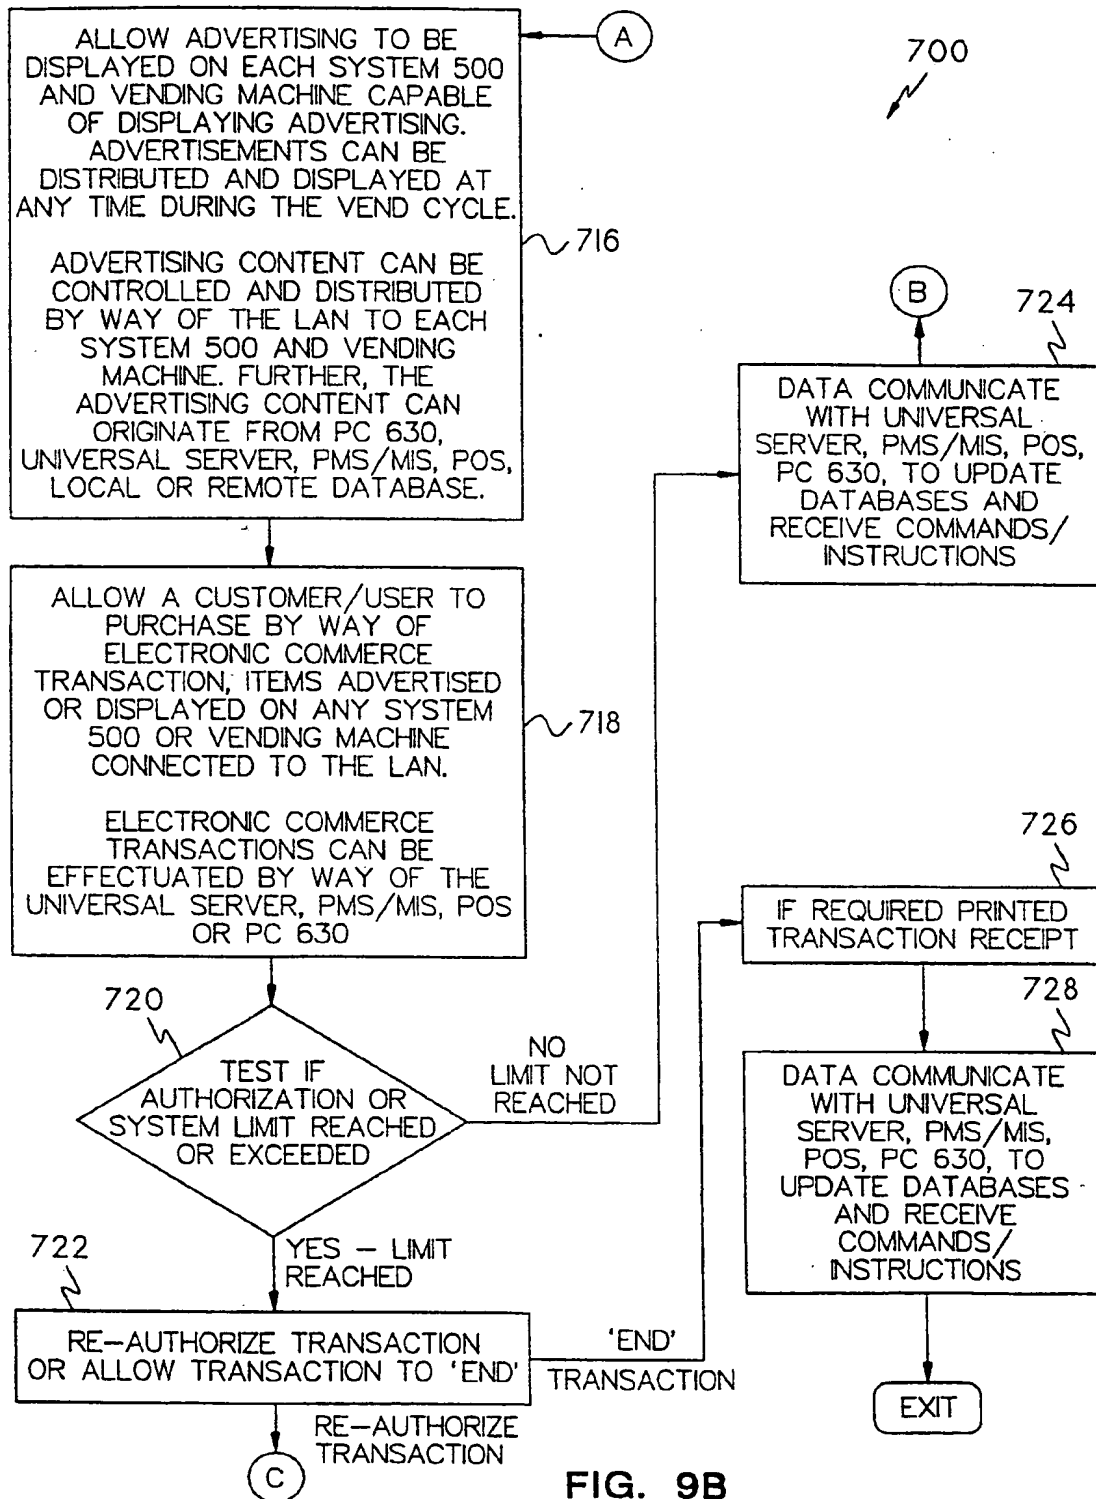 ALLOW ADVERTISING TO BE
DISPLAYED ON EACH SYSTEM 500
AND VENDING MACHINE CAPABLE
OF DISPLAYING ADVERTISING.
ADVERTISEMENTS CAN BE
DISTRIBUTED AND DISPLAYED AT
ANY TIME DURING THE VEND CYCLE.
ADVERTISING CONTENT CAN BE
CONTROLLED AND DISTRIBUTED
BY WAY OF THE LAN TO EACH
SYSTEM 500 AND VENDING
MACHINE. FURTHER, THE
ADVERTISING CONTENT CAN
ORIGINATE FROM PC 630,
UNIVERSAL SERVER, PMS/MIS, POS,
LOCAL OR REMOTE DATABASE.
A
700
716
ALLOW A CUSTOMER/USER TO
PURCHASE BY WAY OF
ELECTRONIC COMMERCE
TRANSACTION, ITEMS ADVERTISED
OR DISPLAYED ON ANY SYSTEM
500 OR VENDING MACHINE
CONNECTED TO THE LAN.
ELECTRONIC COMMERCE
TRANSACTIONS CAN BE
EFFECTUATED BY WAY OF THE
UNIVERSAL SERVER, PMS/MIS, POS
OR PC 630
718
720
TEST IF
AUTHORIZATION OR
SYSTEM LIMIT REACHED
OR EXCEEDED
NO
LIMIT NOT
REACHED
YES – LIMIT
REACHED
722
RE–AUTHORIZE TRANSACTION
OR ALLOW TRANSACTION TO 'END'
'END'
TRANSACTION
RE–AUTHORIZE
TRANSACTION
C
B
724
DATA COMMUNICATE
WITH UNIVERSAL
SERVER, PMS/MIS, POS,
PC 630, TO UPDATE
DATABASES AND
RECEIVE COMMANDS/
INSTRUCTIONS
726
IF REQUIRED PRINTED
TRANSACTION RECEIPT
728
DATA COMMUNICATE
WITH UNIVERSAL
SERVER, PMS/MIS,
POS, PC 630, TO
UPDATE DATABASES
AND RECEIVE
COMMANDS/
INSTRUCTIONS
EXIT
FIG. 9B